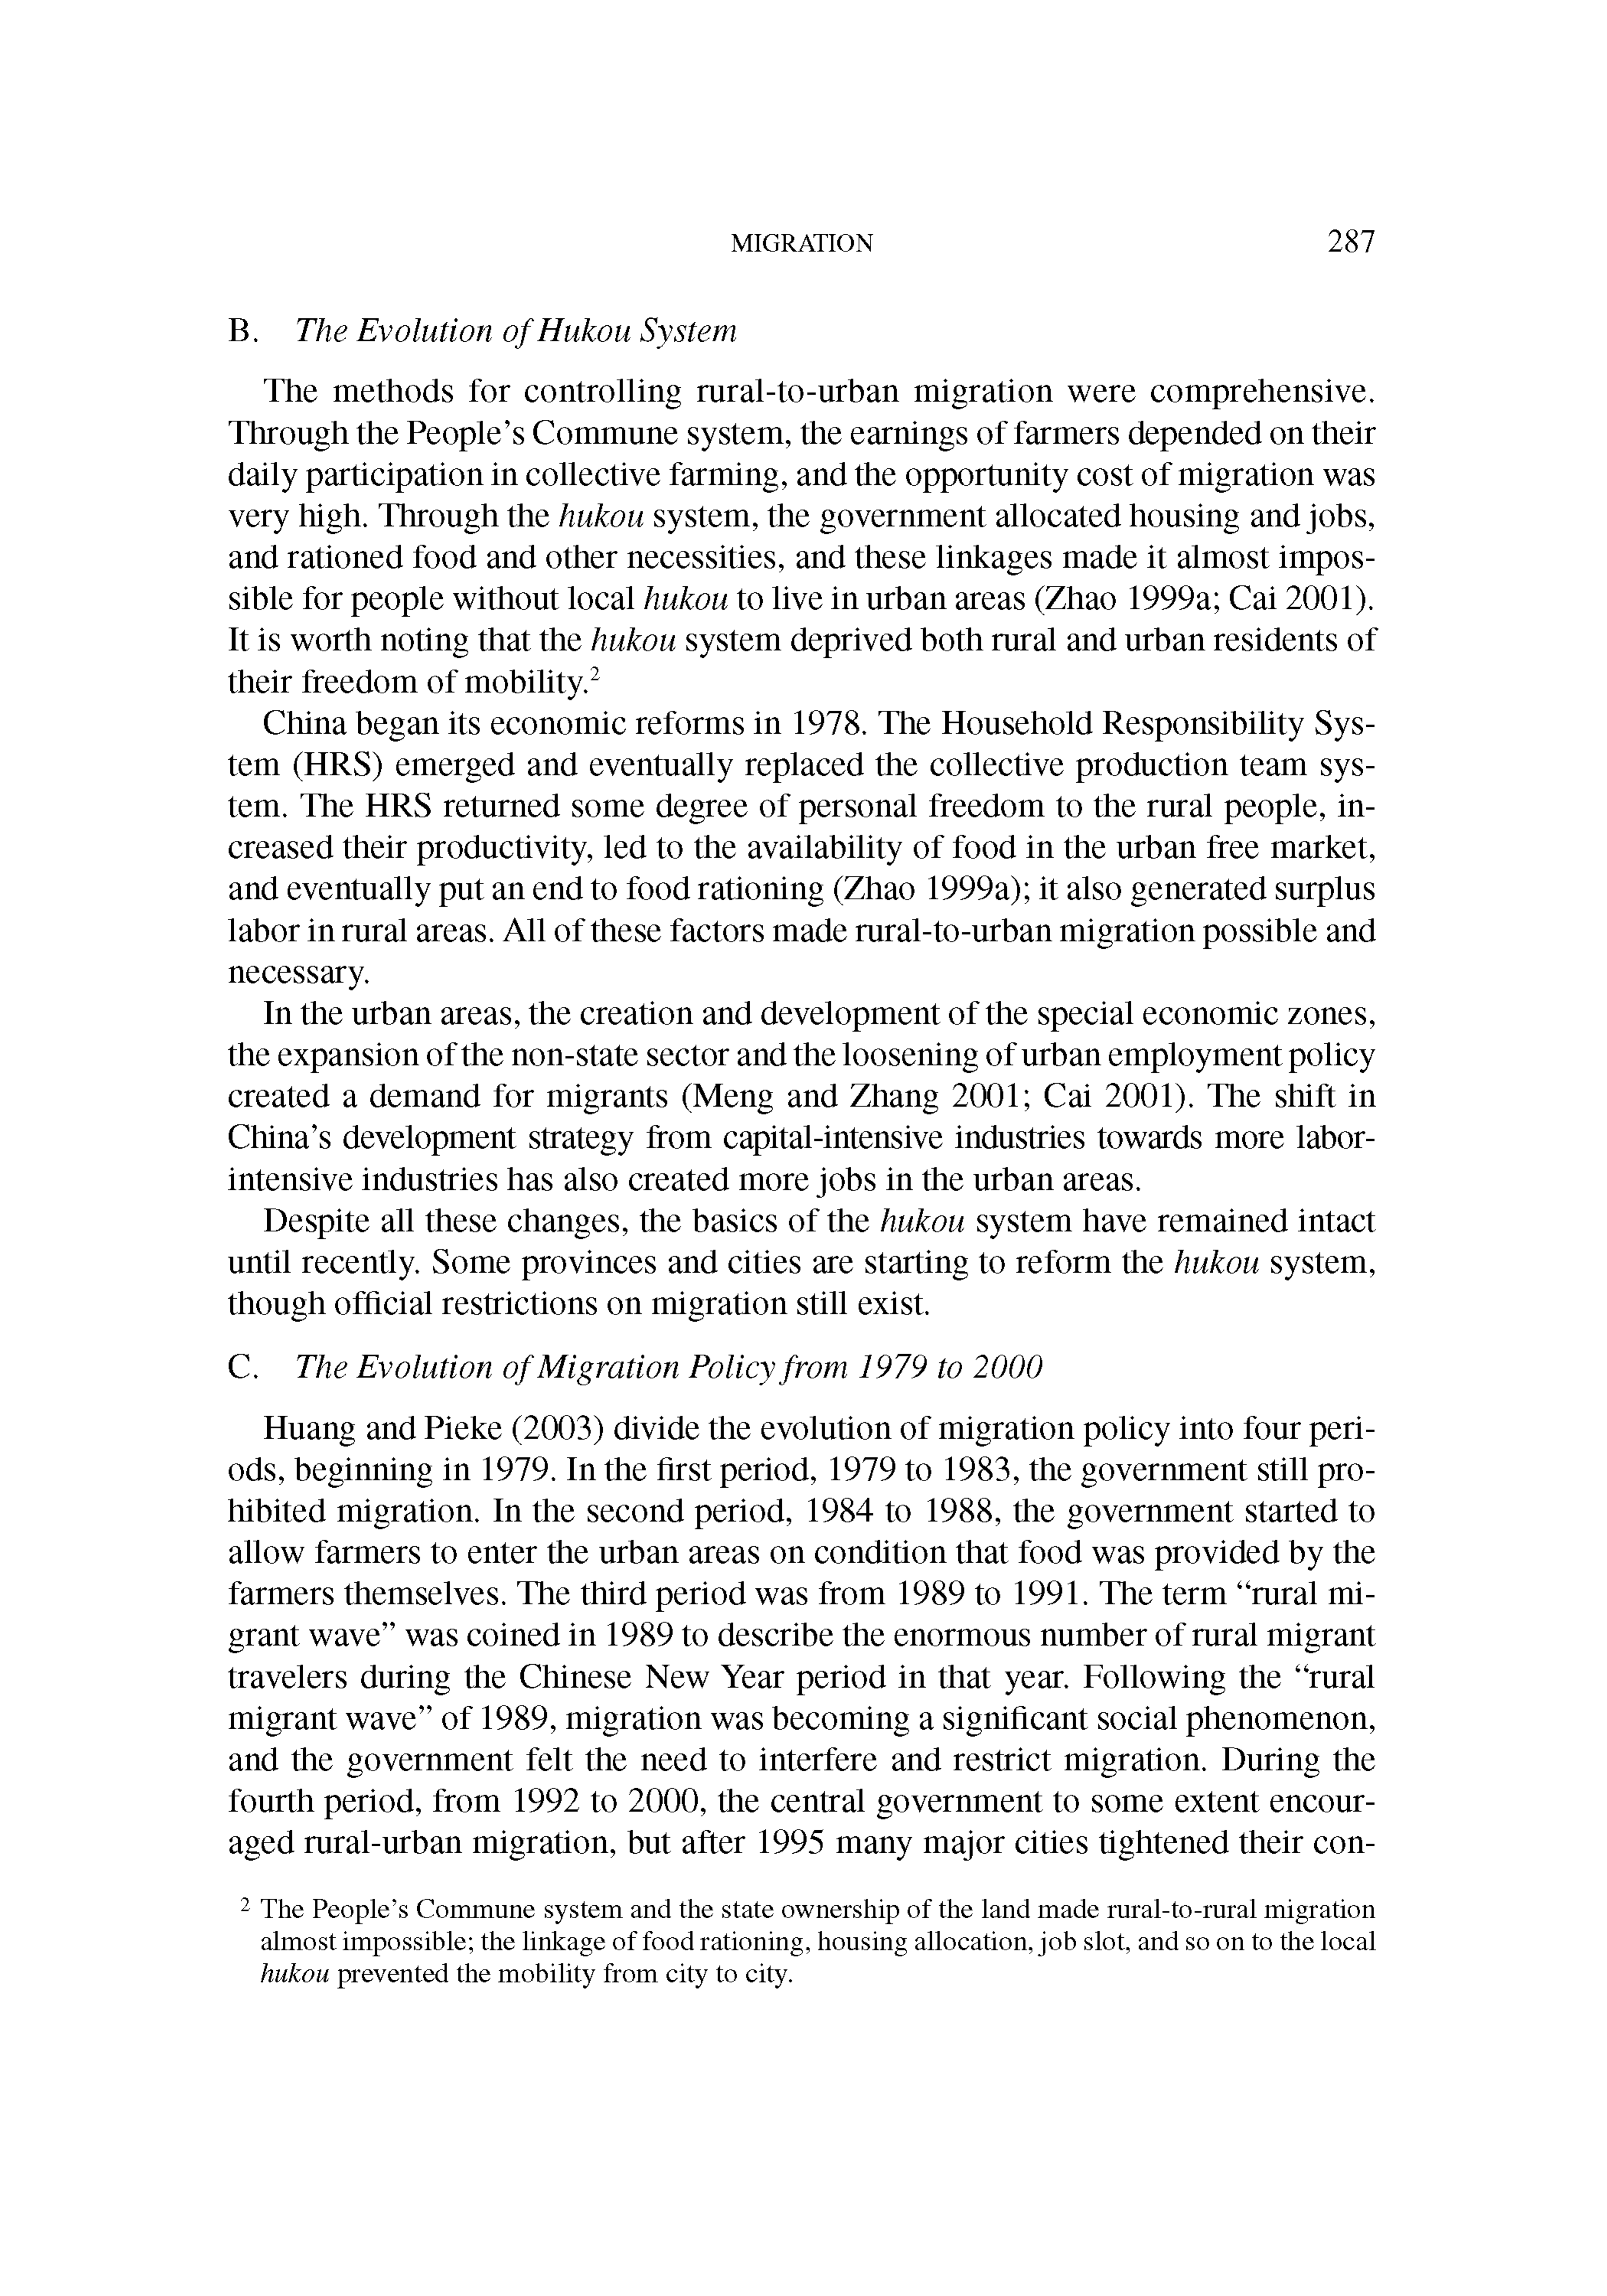 MIGRATION 287
B. The Evolution of Hukou System
The methods for controlling rural-to-urban migration were comprehensive.
Through the People’s Commune system, the earnings of farmers depended on their
daily participation in collective farming, and the opportunity cost of migration was
very high. Through the hukou system, the government allocated housing and jobs,
and rationed food and other necessities, and these linkages made it almost impos-
sible for people without local hukou to live in urban areas (Zhao 1999a; Cai 2001).
It is worth noting that the hukou system deprived both rural and urban residents of
their freedom of mobility.2
China began its economic reforms in 1978. The Household Responsibility Sys-
tem (HRS) emerged and eventually replaced the collective production team sys-
tem. The HRS returned some degree of personal freedom to the rural people, in-
creased their productivity, led to the availability of food in the urban free market,
and eventually put an end to food rationing (Zhao 1999a); it also generated surplus
labor in rural areas. All of these factors made rural-to-urban migration possible and
necessary.
In the urban areas, the creation and development of the special economic zones,
the expansion of the non-state sector and the loosening of urban employment policy
created a demand for migrants (Meng and Zhang 2001; Cai 2001). The shift in
China’s development strategy from capital-intensive industries towards more labor-
intensive industries has also created more jobs in the urban areas.
Despite all these changes, the basics of the hukou system have remained intact
until recently. Some provinces and cities are starting to reform the hukou system,
though official restrictions on migration still exist.
C. The Evolution of Migration Policy from 1979 to 2000
Huang and Pieke (2003) divide the evolution of migration policy into four peri-
ods, beginning in 1979. In the first period, 1979 to 1983, the government still pro-
hibited migration. In the second period, 1984 to 1988, the government started to
allow farmers to enter the urban areas on condition that food was provided by the
farmers themselves. The third period was from 1989 to 1991. The term “rural mi-
grant wave” was coined in 1989 to describe the enormous number of rural migrant
travelers during the Chinese New Year period in that year. Following the “rural
migrant wave” of 1989, migration was becoming a significant social phenomenon,
and the government felt the need to interfere and restrict migration. During the
fourth period, from 1992 to 2000, the central government to some extent encour-
aged rural-urban migration, but after 1995 many major cities tightened their con-
2 The People’s Commune system and the state ownership of the land made rural-to-rural migration
almost impossible; the linkage of food rationing, housing allocation, job slot, and so on to the local
hukou prevented the mobility from city to city.